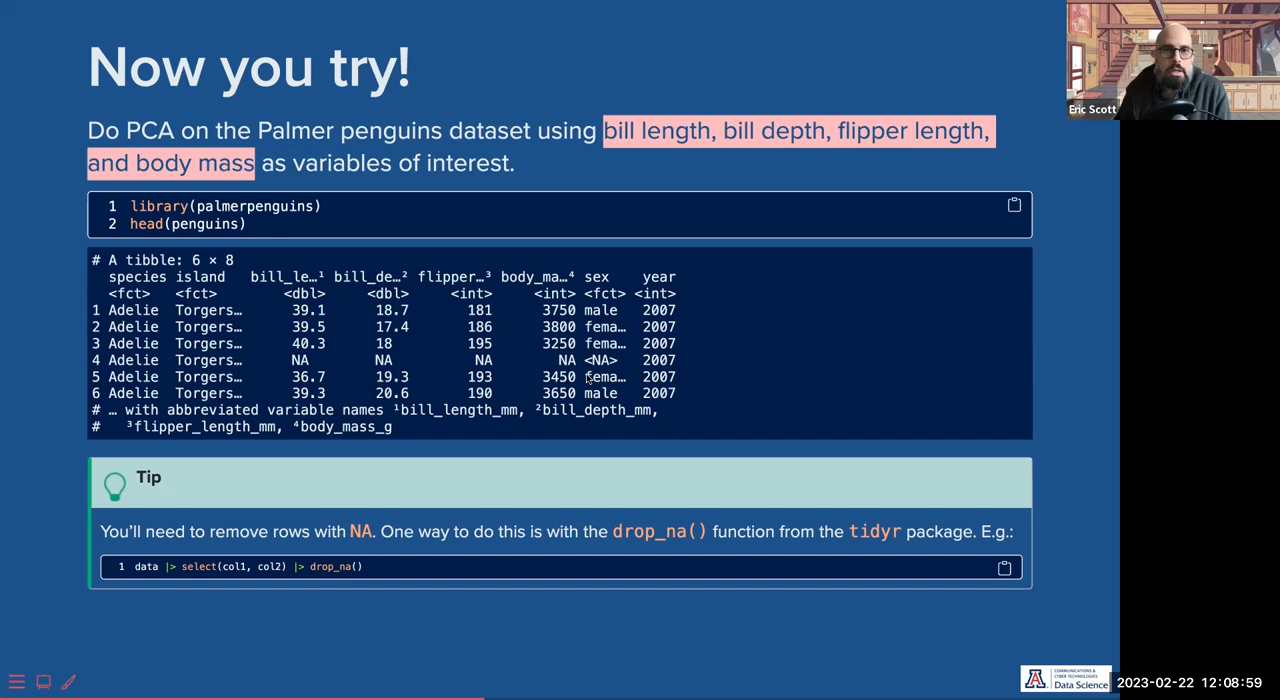 Now you try!
Eric Scott
Do PCA on the Palmer penguins dataset using bill length, bill depth, flipper length,
and body mass as variables of interest.
1 library(palmerpenguins)
2 head(penguins)
# A tibble: 6 × 8
species island bill_le…¹ bill_de…² flipper…³ body_ma…⁴ sex year
<fct> <fct> <dbl> <dbl> <int> <int> <fct> <int>
1 Adelie Torgers… 39.1 18.7 181 3750 male 2007
2 Adelie Torgers… 39.5 17.4 186 3800 fema… 2007
3 Adelie Torgers… 40.3 18 195 3250 fema… 2007
4 Adelie Torgers… NA NA NA NA <NA> 2007
5 Adelie Torgers… 36.7 19.3 193 3450 fema… 2007
6 Adelie Torgers… 39.3 20.6 190 3650 male 2007
# … with abbreviated variable names ¹bill_length_mm, ²bill_depth_mm,
# ³flipper_length_mm, ⁴body_mass_g
Tip
You'll need to remove rows with NA. One way to do this is with the drop_na() function from the tidyr package. E.g.:
1 data |> select(col1, col2) |> drop_na()
A
COMMUNICATIONS &
CYBER TECHNOLOGIES
Data Science
2023-02-22 12:08:59